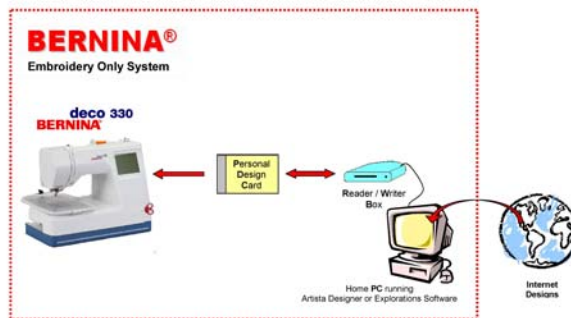 BERNINA®
Embroidery Only System
deco 330
BERNINA®
Personal
Design
Card
Reader / Writer
Box
Home PC running
Artista Designer or Explorations Software
Internet
Designs